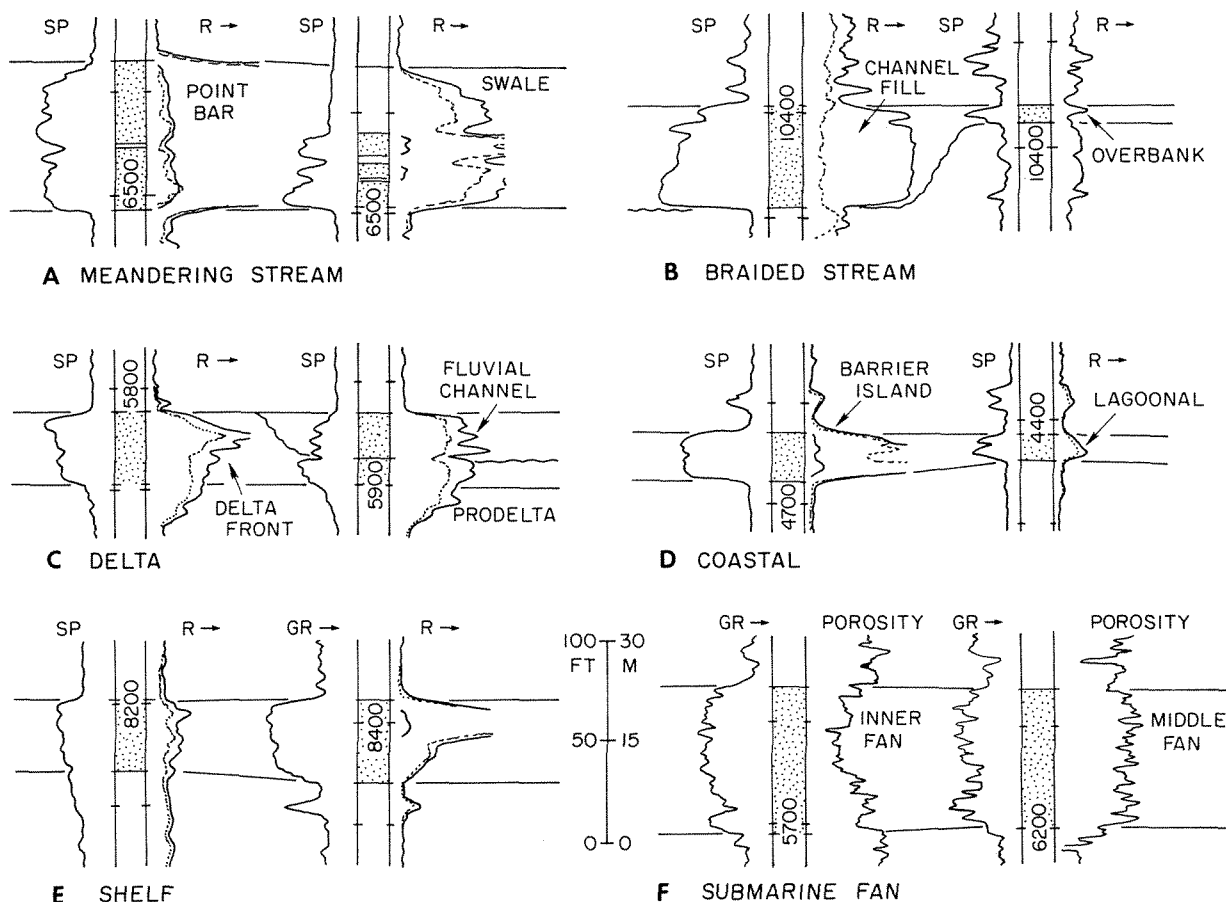 SP R → SP R →
POINT BAR
SWALE
6500
6500
A MEANDERING STREAM
SP R → SP R →
CHANNEL FILL
10400
10400
OVERBANK
B BRAIDED STREAM
SP R → SP
5800
FLUVIAL CHANNEL
5900
DELTA FRONT
PRODELTA
C DELTA
SP SP R →
BARRIER ISLAND
4400
LAGOONAL
4700
D COASTAL
SP R → GR → R →
8200
8400
E SHELF
100 30
FT M
50 15
0 0
GR → POROSITY GR → POROSITY
INNER FAN
MIDDLE FAN
5700
6200
F SUBMARINE FAN